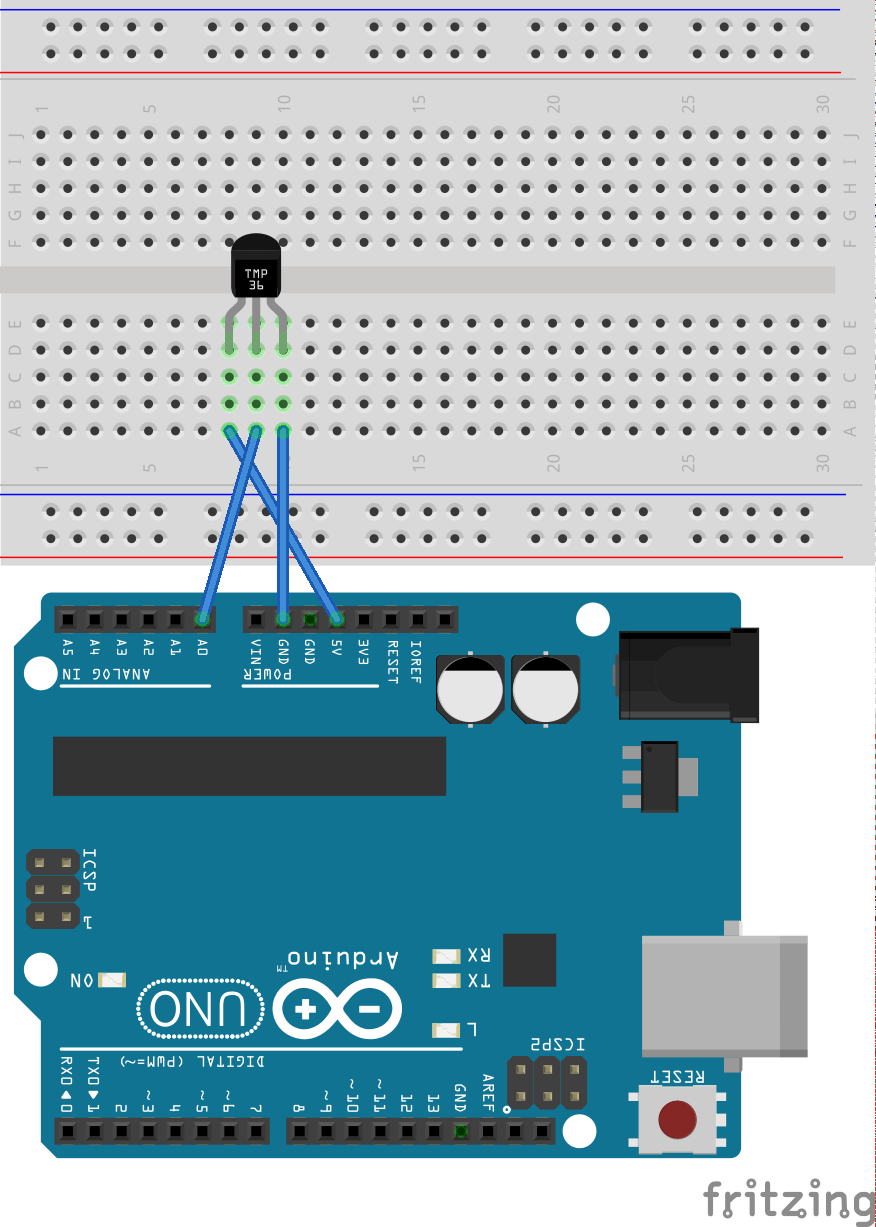 1 5 10 15 20 25 30
J J
I I
H H
G G
F F
TMP
36
E E
D D
C C
B B
A A
1 5 15 20 25 30
A5 A4 A3 A2 A1 A0 VIN GND GND 5V 3V3 RESET IOREF
ANALOG IN POWER
ICSP
1
Arduino™
RX
ON TX
UNO
L
ICSP2
DIGITAL (PWM=~)
RESET
RX0◀0 TX0▶1 2 ~3 4 ~5 ~6 7 8 ~9 ~10 ~11 12 13 GND AREF
fritzing